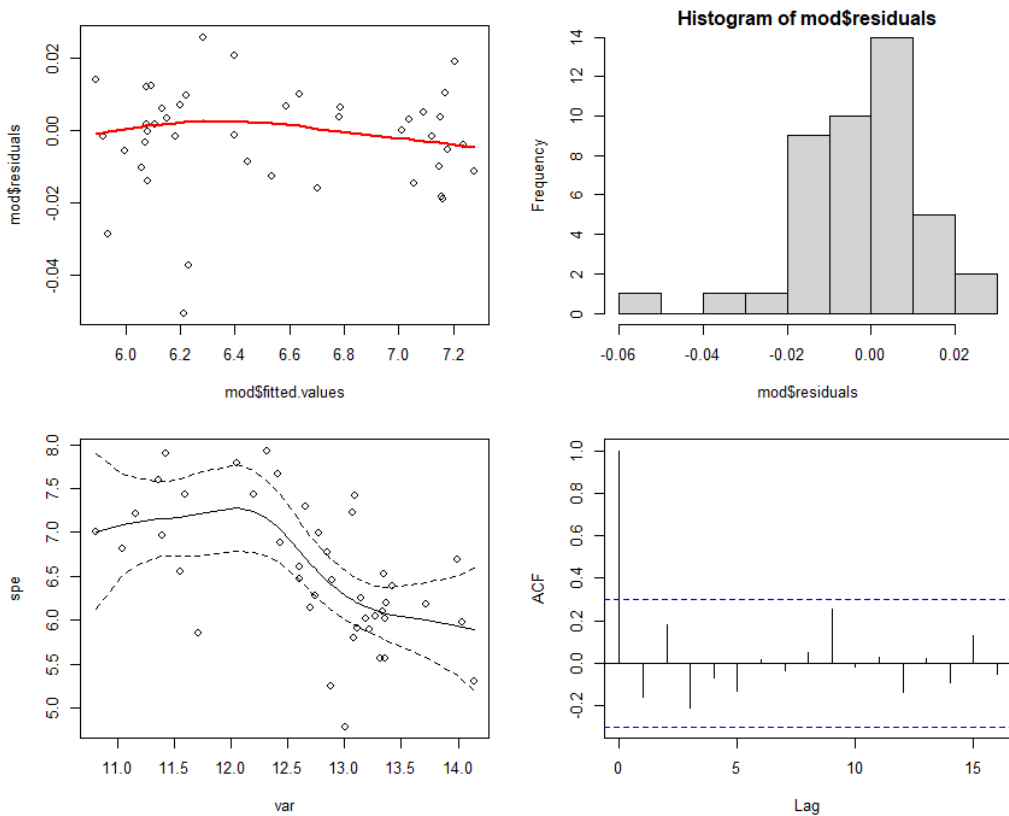 mod$residuals
0.02
0.00
-0.02
-0.04
6.0 6.2 6.4 6.6 6.8 7.0 7.2
mod$fitted.values
Histogram of mod$residuals
Frequency
14
12
10
8
6
4
2
0
-0.06 -0.04 -0.02 0.00 0.02
mod$residuals
spe
8.0
7.5
7.0
6.5
6.0
5.5
5.0
11.0 11.5 12.0 12.5 13.0 13.5 14.0
var
ACF
1.0
0.8
0.6
0.4
0.2
0.0
-0.2
0 5 10 15
Lag